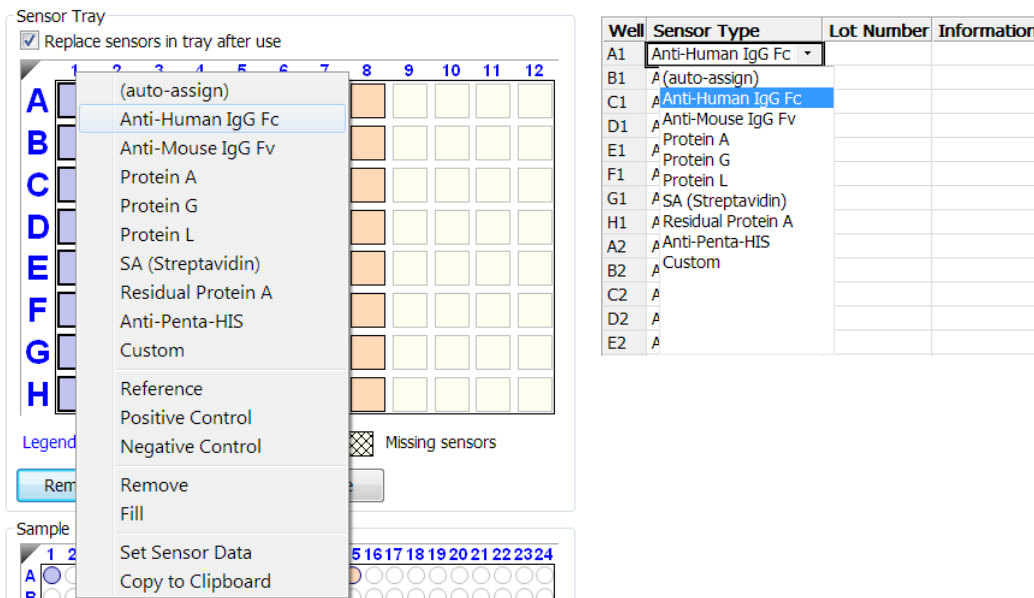 Sensor Tray
Replace sensors in tray after use
1 2 3 4 5 6 7 8 9 10 11 12
A
B
C
D
E
F
G
H
(auto-assign)
Anti-Human IgG Fc
Anti-Mouse IgG Fv
Protein A
Protein G
Protein L
SA (Streptavidin)
Residual Protein A
Anti-Penta-HIS
Custom
Reference
Positive Control
Negative Control
Remove
Fill
Set Sensor Data
Copy to Clipboard
Legend
Missing sensors
Rem
Sample
1 2
5 16 17 18 19 20 21 22 23 24
A
B
Well Sensor Type Lot Number Information
A1 Anti-Human IgG Fc
B1 A
C1 A
D1 A
E1 A
F1 A
G1 A
H1 A
A2 A
B2 A
C2 A
D2 A
E2 A
(auto-assign)
Anti-Human IgG Fc
Anti-Mouse IgG Fv
Protein A
Protein G
Protein L
SA (Streptavidin)
Residual Protein A
Anti-Penta-HIS
Custom